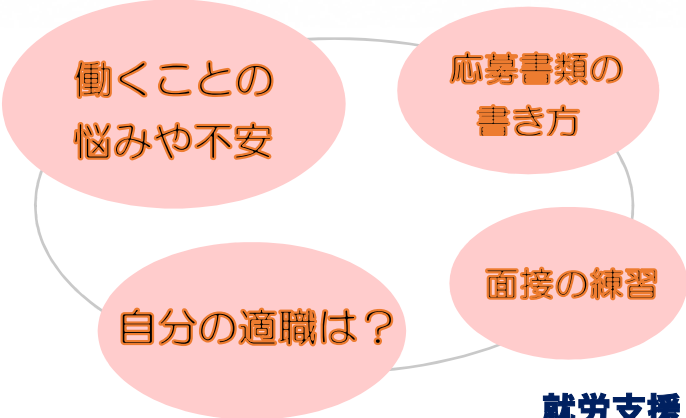 働くことの
悩みや不安
応募書類の
書き方
面接の練習
自分の適職は？
就労支援